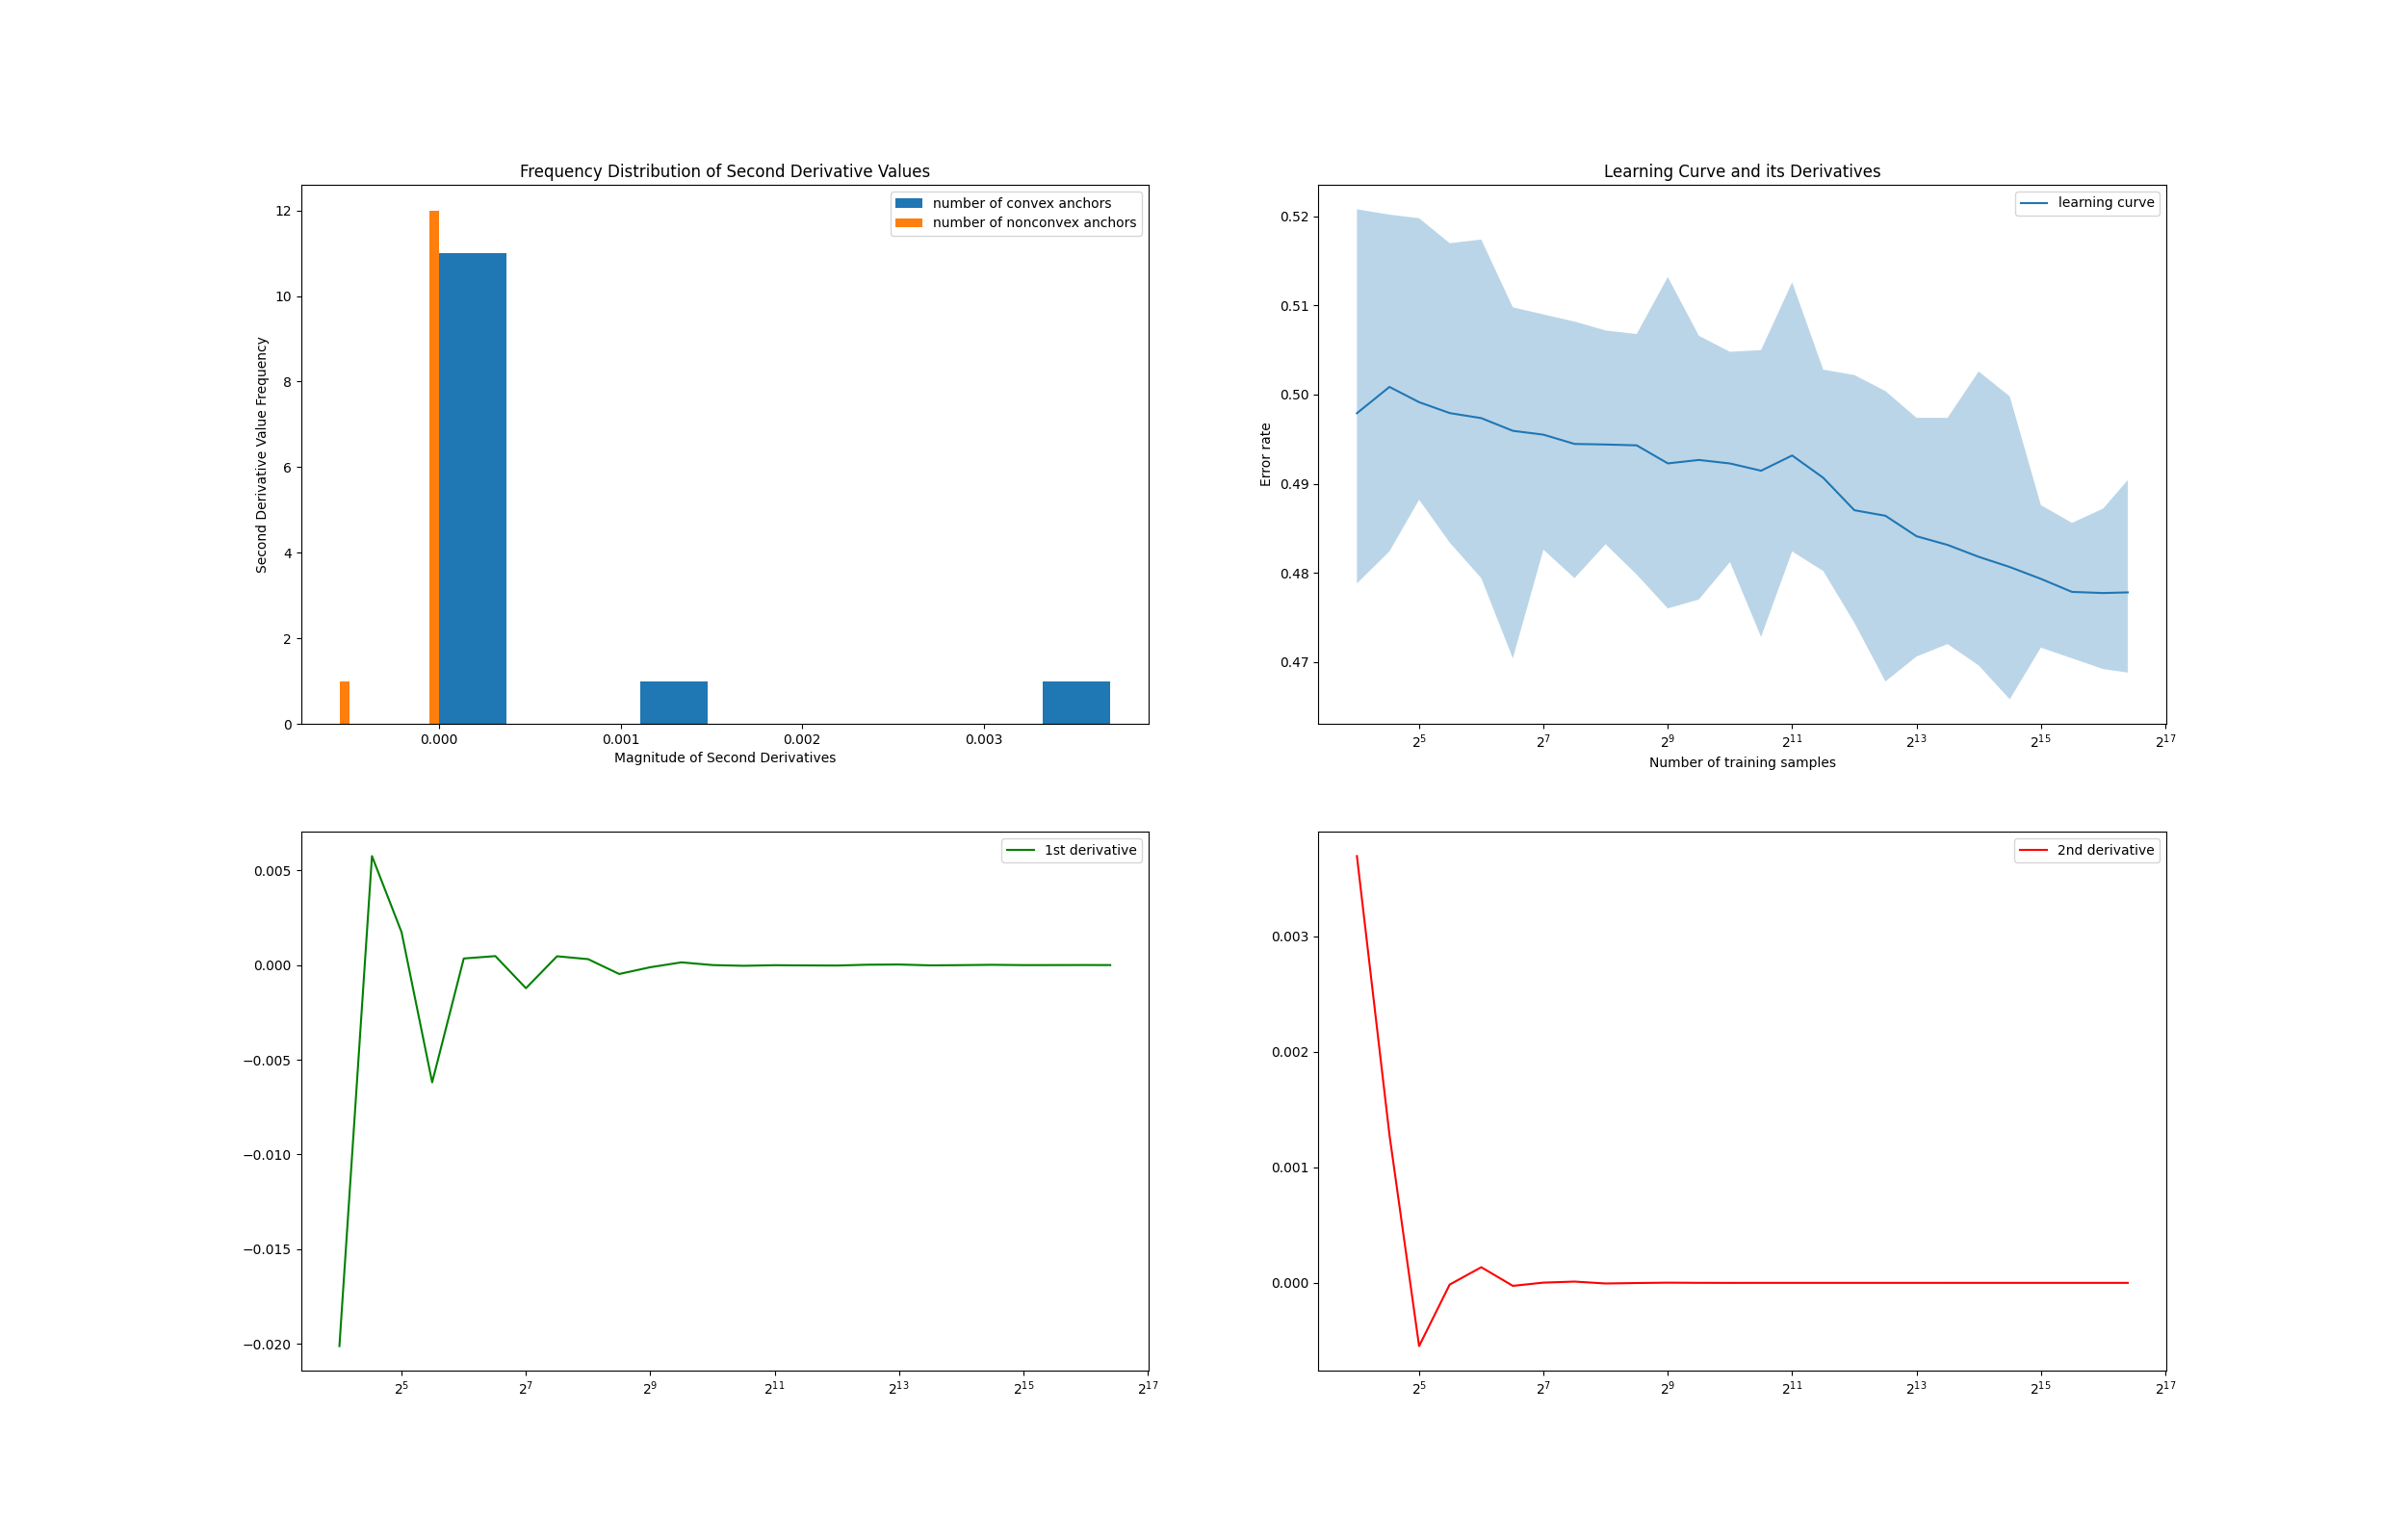 Frequency Distribution of Second Derivative Values
number of convex anchors
number of nonconvex anchors
12
10
8
6
4
2
0
Second Derivative Value Frequency
0.000 0.001 0.002 0.003
Magnitude of Second Derivatives
Learning Curve and its Derivatives
learning curve
0.52
0.51
0.50
0.49
0.48
0.47
Error rate
2^5 2^7 2^9 2^11 2^13 2^15 2^17
Number of training samples
1st derivative
0.005
0.000
−0.005
−0.010
−0.015
−0.020
2^5 2^7 2^9 2^11 2^13 2^15 2^17
2nd derivative
0.003
0.002
0.001
0.000
2^5 2^7 2^9 2^11 2^13 2^15 2^17